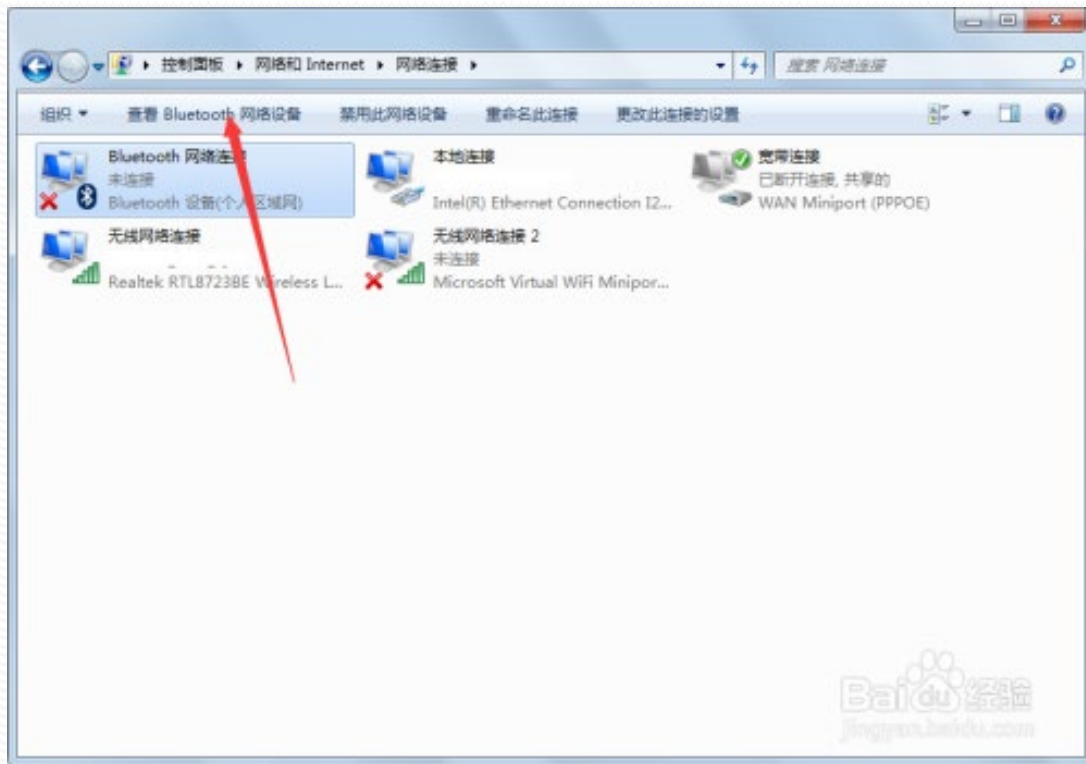 控制面板 ▸ 网络和 Internet ▸ 网络连接 ▸
搜索 网络连接
组织 查看 Bluetooth 网络设备 禁用此网络设备 重命名此连接 更改此连接的设置
Bluetooth 网络连接
未连接
Bluetooth 设备(个人区域网)
本地连接
Intel(R) Ethernet Connection I2...
宽带连接
已断开连接, 共享的
WAN Miniport (PPPOE)
无线网络连接
Realtek RTL8723BE Wireless L...
无线网络连接 2
未连接
Microsoft Virtual WiFi Minipor...
Baidu 经验
jingyan.baidu.com